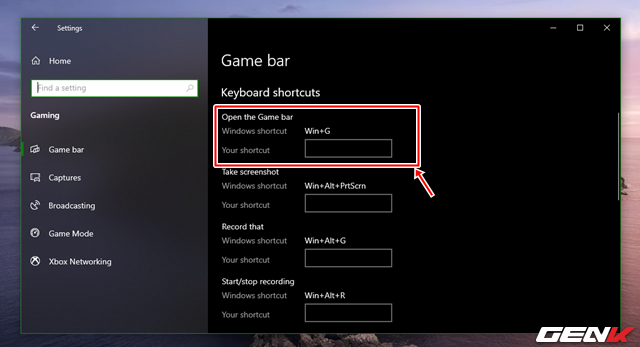 Settings
Home
Find a setting
Gaming
Game bar
Captures
Broadcasting
Game Mode
Xbox Networking
Game bar
Keyboard shortcuts
Open the Game bar
Windows shortcut Win+G
Your shortcut
Take screenshot
Windows shortcut Win+Alt+PrtScrn
Your shortcut
Record that
Windows shortcut Win+Alt+G
Your shortcut
Start/stop recording
Windows shortcut Win+Alt+R
Your shortcut
GENK